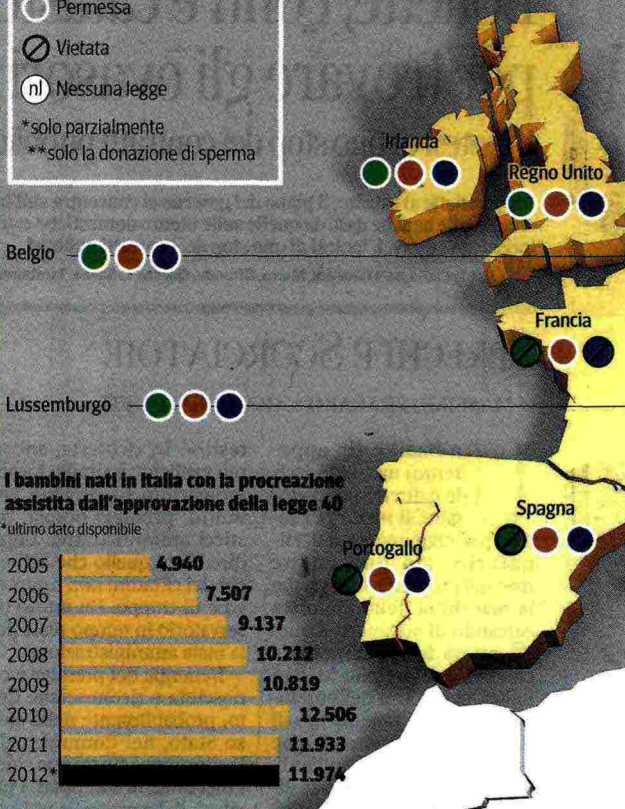 Permessa
Vietata
nl Nessuna legge
*solo parzialmente
**solo la donazione di sperma
Irlanda
Regno Unito
Belgio
Francia
Lussemburgo
I bambini nati in Italia con la procreazione
assistita dall'approvazione della legge 40
*ultimo dato disponibile
Spagna
Portogallo
2005 4.940
2006 7.507
2007 9.137
2008 10.212
2009 10.819
2010 12.506
2011 11.933
2012* 11.974